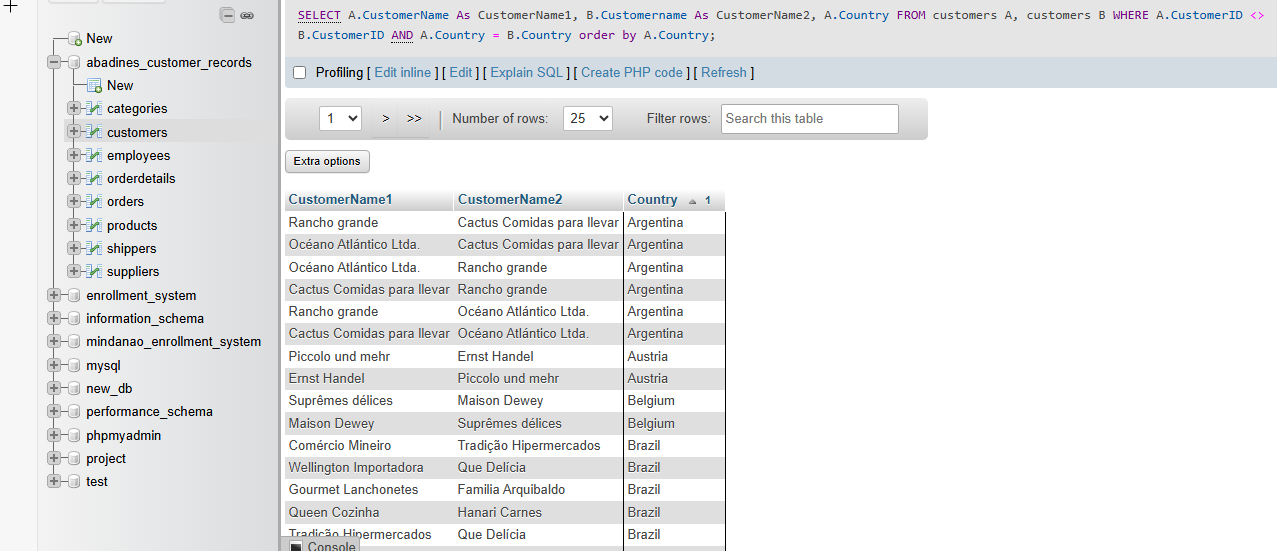 SELECT A.CustomerName As CustomerName1, B.Customername As CustomerName2, A.Country FROM customers A, customers B WHERE A.CustomerID <>
B.CustomerID AND A.Country = B.Country order by A.Country;
New
abadines_customer_records
New
categories
customers
employees
orderdetails
orders
products
shippers
suppliers
enrollment_system
information_schema
mindanao_enrollment_system
mysql
new_db
performance_schema
phpmyadmin
project
test
Profiling [ Edit inline ] [ Edit ] [ Explain SQL ] [ Create PHP code ] [ Refresh ]
1 > >> | Number of rows: 25 Filter rows: Search this table
Extra options
CustomerName1 CustomerName2 Country 1
Rancho grande Cactus Comidas para llevar Argentina
Océano Atlántico Ltda. Cactus Comidas para llevar Argentina
Océano Atlántico Ltda. Rancho grande Argentina
Cactus Comidas para llevar Rancho grande Argentina
Rancho grande Océano Atlántico Ltda. Argentina
Cactus Comidas para llevar Océano Atlántico Ltda. Argentina
Piccolo und mehr Ernst Handel Austria
Ernst Handel Piccolo und mehr Austria
Suprêmes délices Maison Dewey Belgium
Maison Dewey Suprêmes délices Belgium
Comércio Mineiro Tradição Hipermercados Brazil
Wellington Importadora Que Delícia Brazil
Gourmet Lanchonetes Familia Arquibaldo Brazil
Queen Cozinha Hanari Carnes Brazil
Tradição Hipermercados Que Delícia Brazil
Console